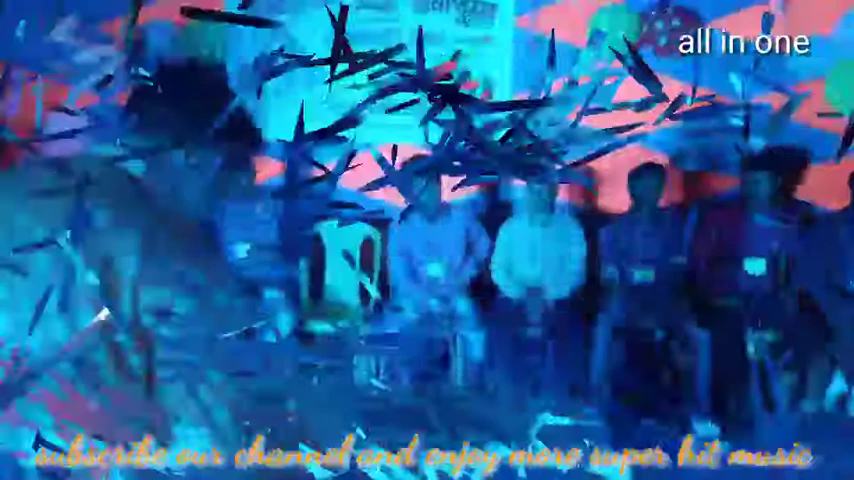 all in one
subscribe our channel and enjoy more super hit music